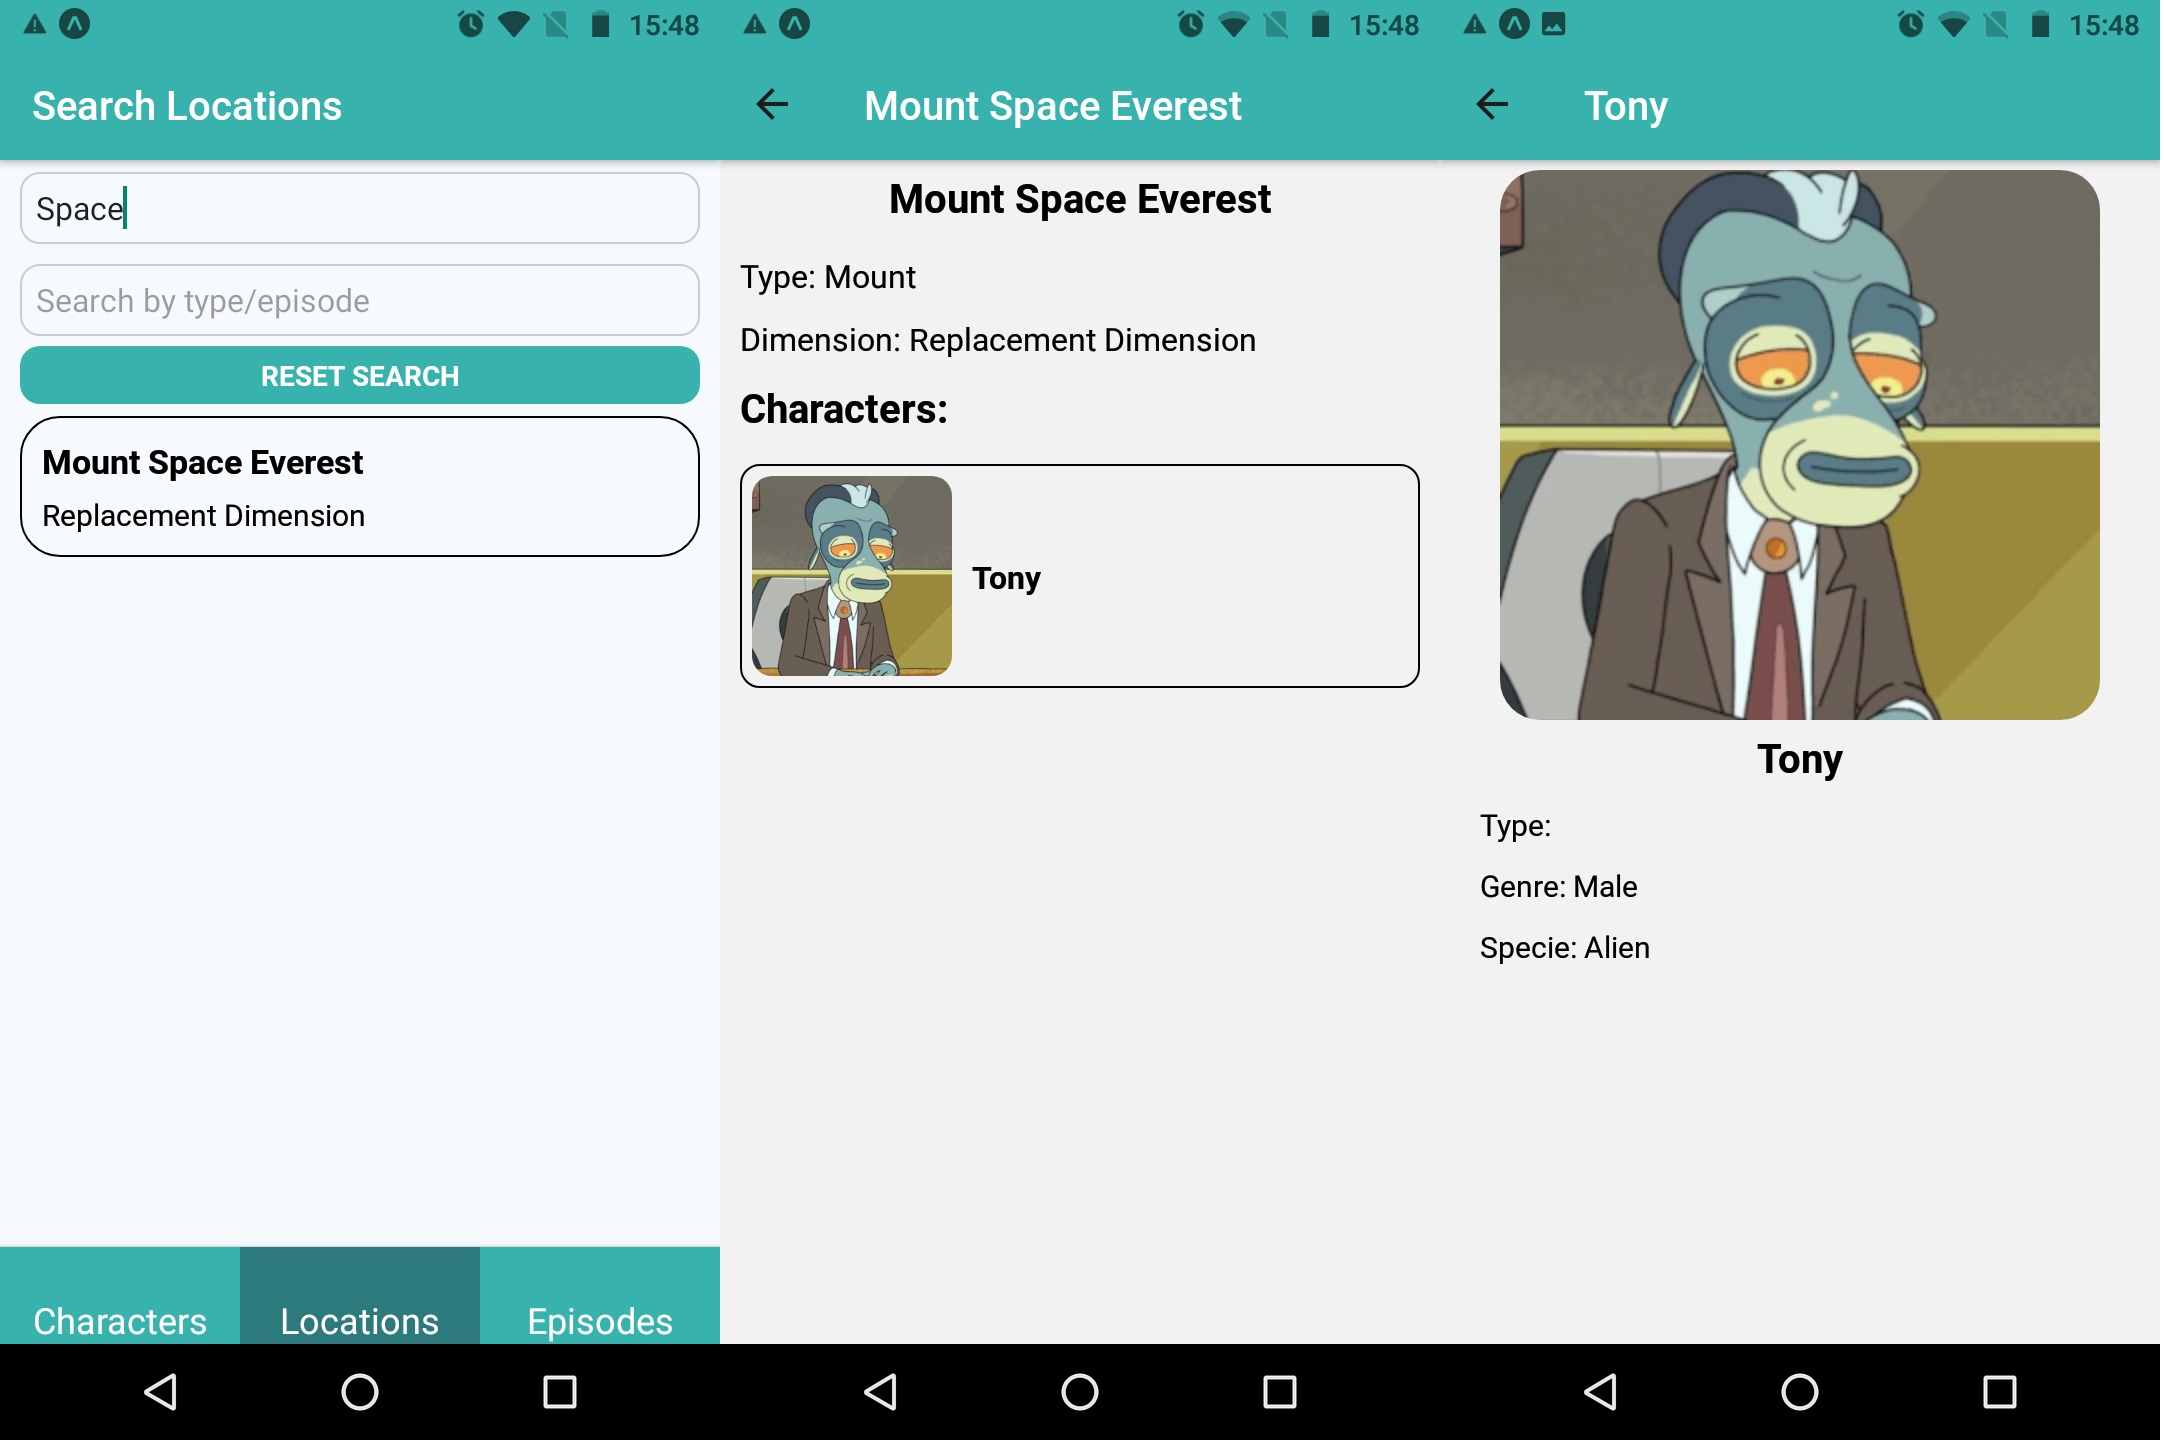 15:48
Search Locations
Space
Search by type/episode
RESET SEARCH
Mount Space Everest
Replacement Dimension
Characters
Locations
Episodes
15:48
Mount Space Everest
Mount Space Everest
Type: Mount
Dimension: Replacement Dimension
Characters:
Tony
15:48
Tony
Tony
Type:
Genre: Male
Specie: Alien